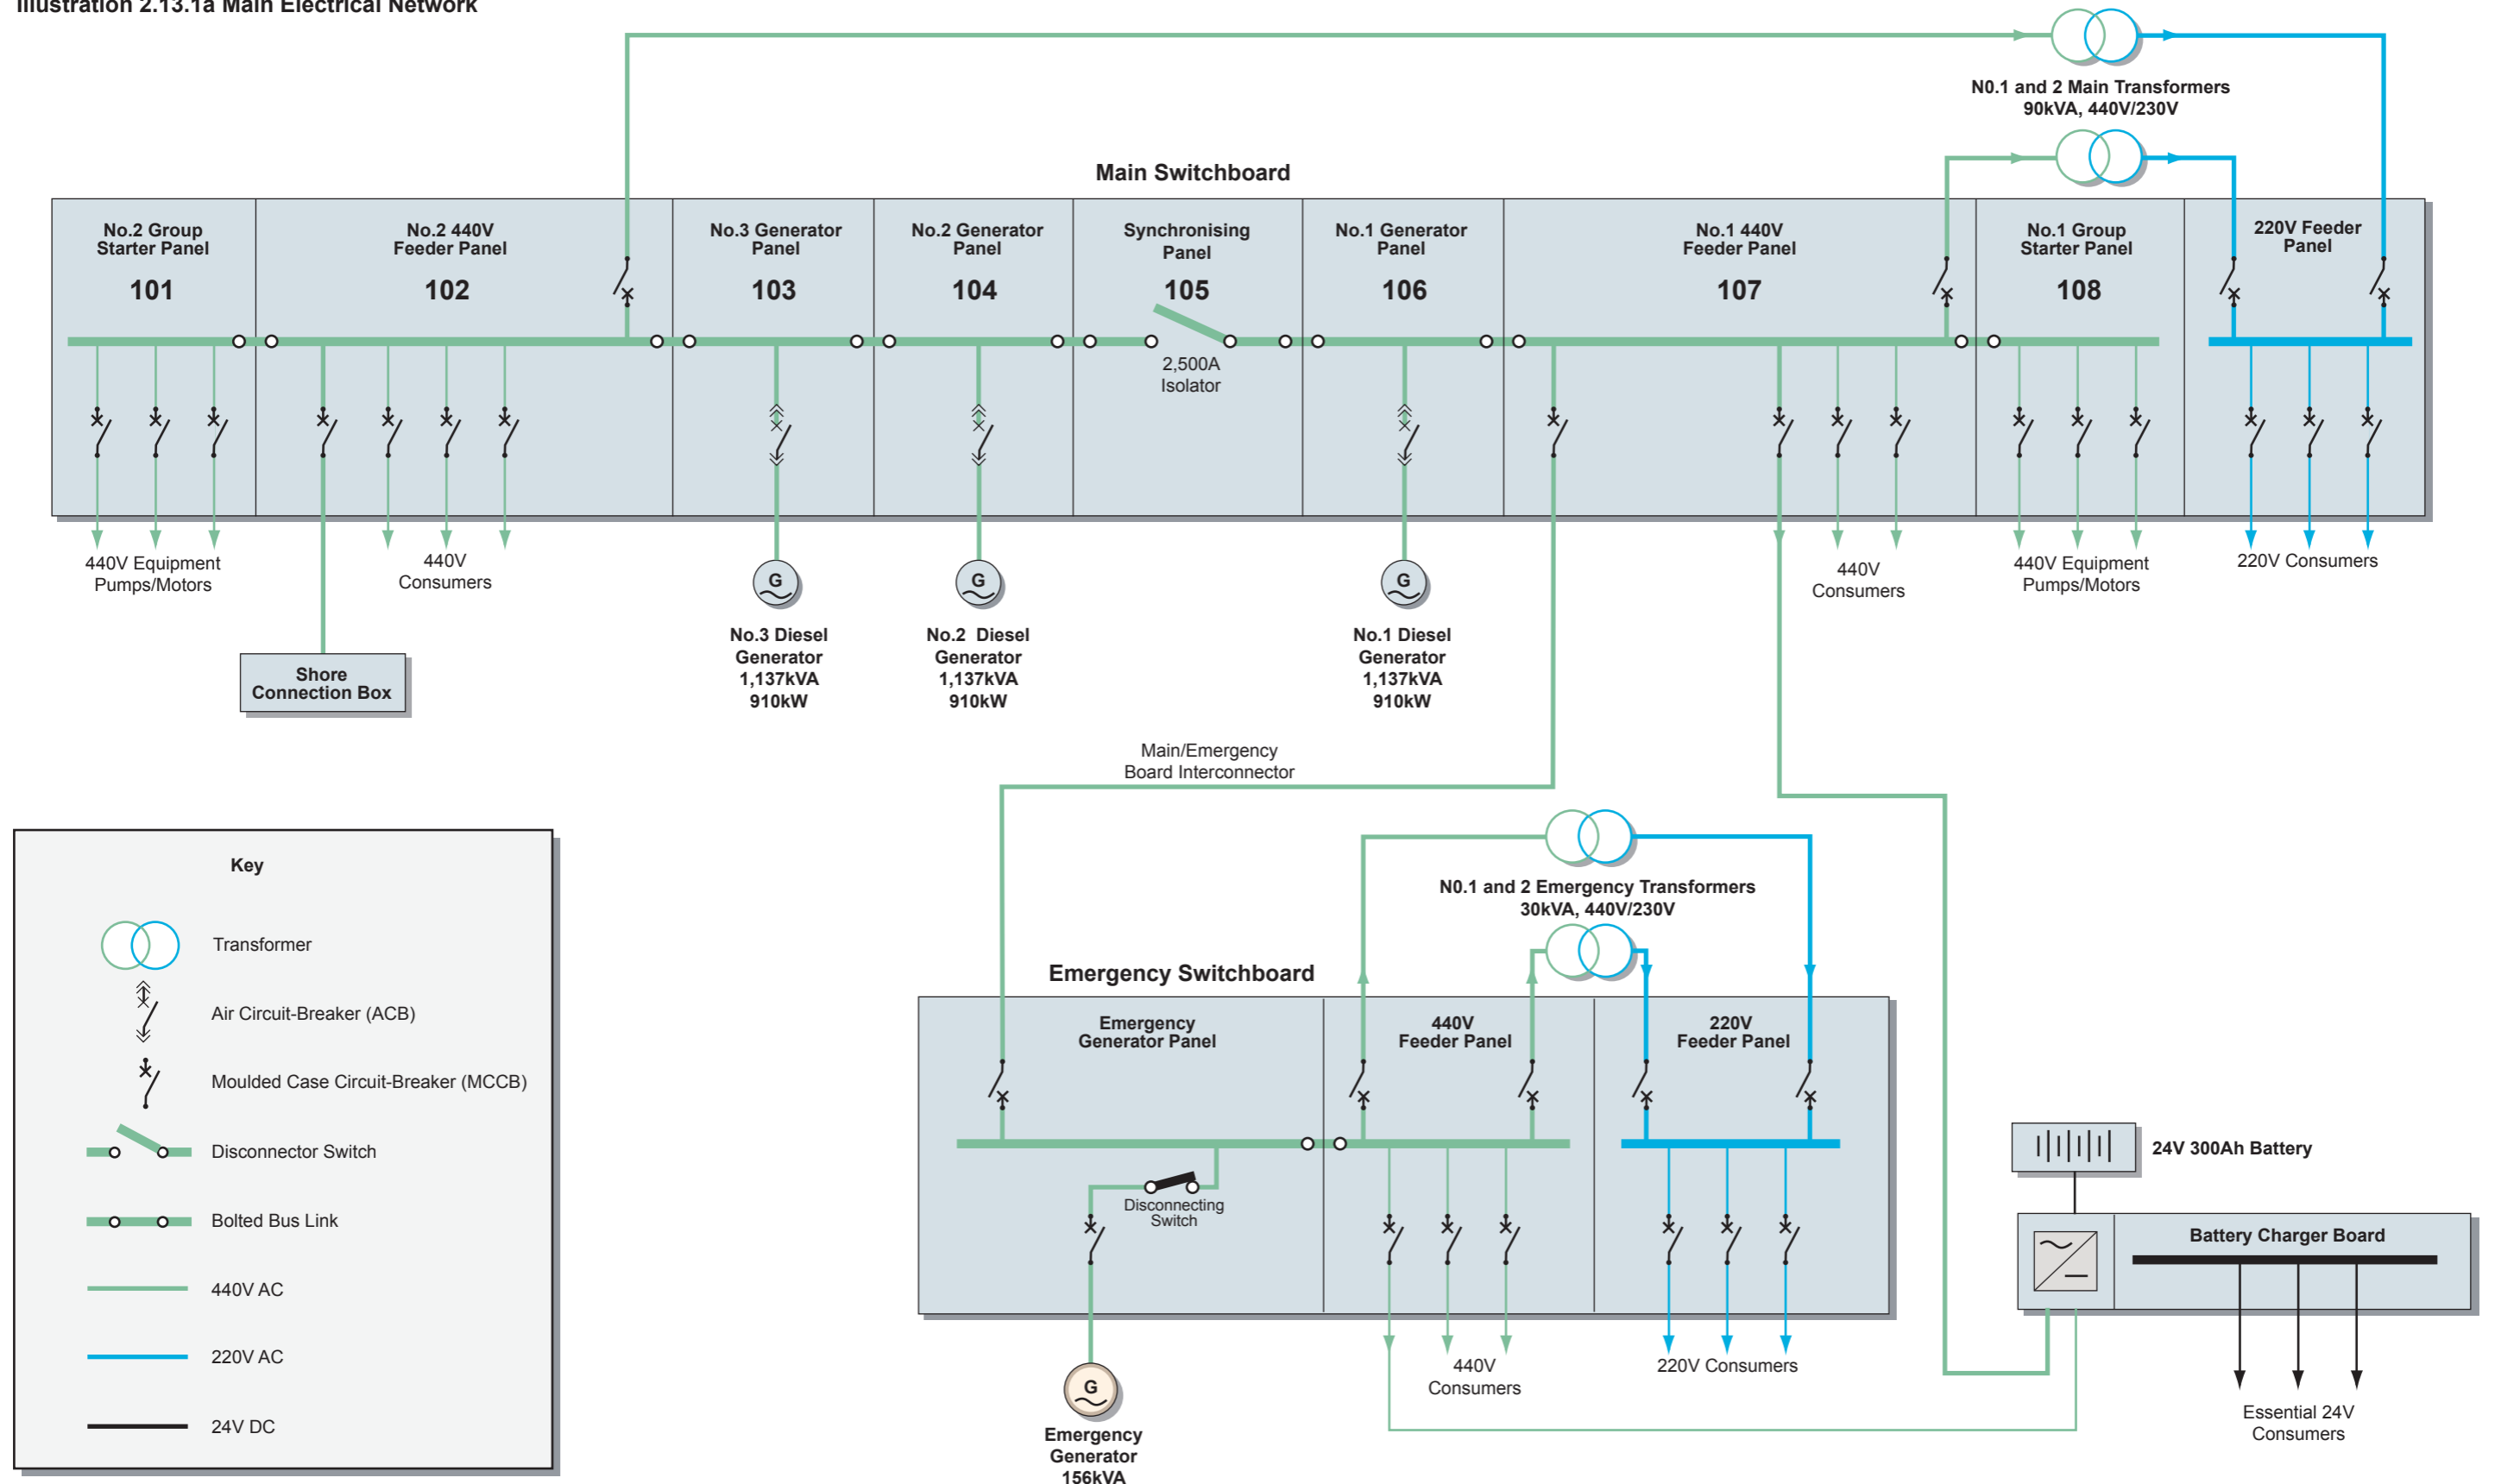 Illustration 2.13.1a Main Electrical Network
N0.1 and 2 Main Transformers
90kVA, 440V/230V
Main Switchboard
No.2 Group
Starter Panel
101
No.2 440V
Feeder Panel
102
No.3 Generator
Panel
103
No.2 Generator
Panel
104
Synchronising
Panel
105
2,500A
Isolator
No.1 Generator
Panel
106
No.1 440V
Feeder Panel
107
No.1 Group
Starter Panel
108
220V Feeder
Panel
440V Equipment
Pumps/Motors
440V
Consumers
G
G
G
440V
Consumers
440V Equipment
Pumps/Motors
220V Consumers
Shore
Connection Box
No.3 Diesel
Generator
1,137kVA
910kW
No.2 Diesel
Generator
1,137kVA
910kW
No.1 Diesel
Generator
1,137kVA
910kW
Main/Emergency
Board Interconnector
N0.1 and 2 Emergency Transformers
30kVA, 440V/230V
Emergency Switchboard
Emergency
Generator Panel
440V
Feeder Panel
220V
Feeder Panel
Disconnecting
Switch
440V
Consumers
220V Consumers
G
Emergency
Generator
156kVA
24V 300Ah Battery
Battery Charger Board
Essential 24V
Consumers
Key
Transformer
Air Circuit-Breaker (ACB)
Moulded Case Circuit-Breaker (MCCB)
Disconnector Switch
Bolted Bus Link
440V AC
220V AC
24V DC